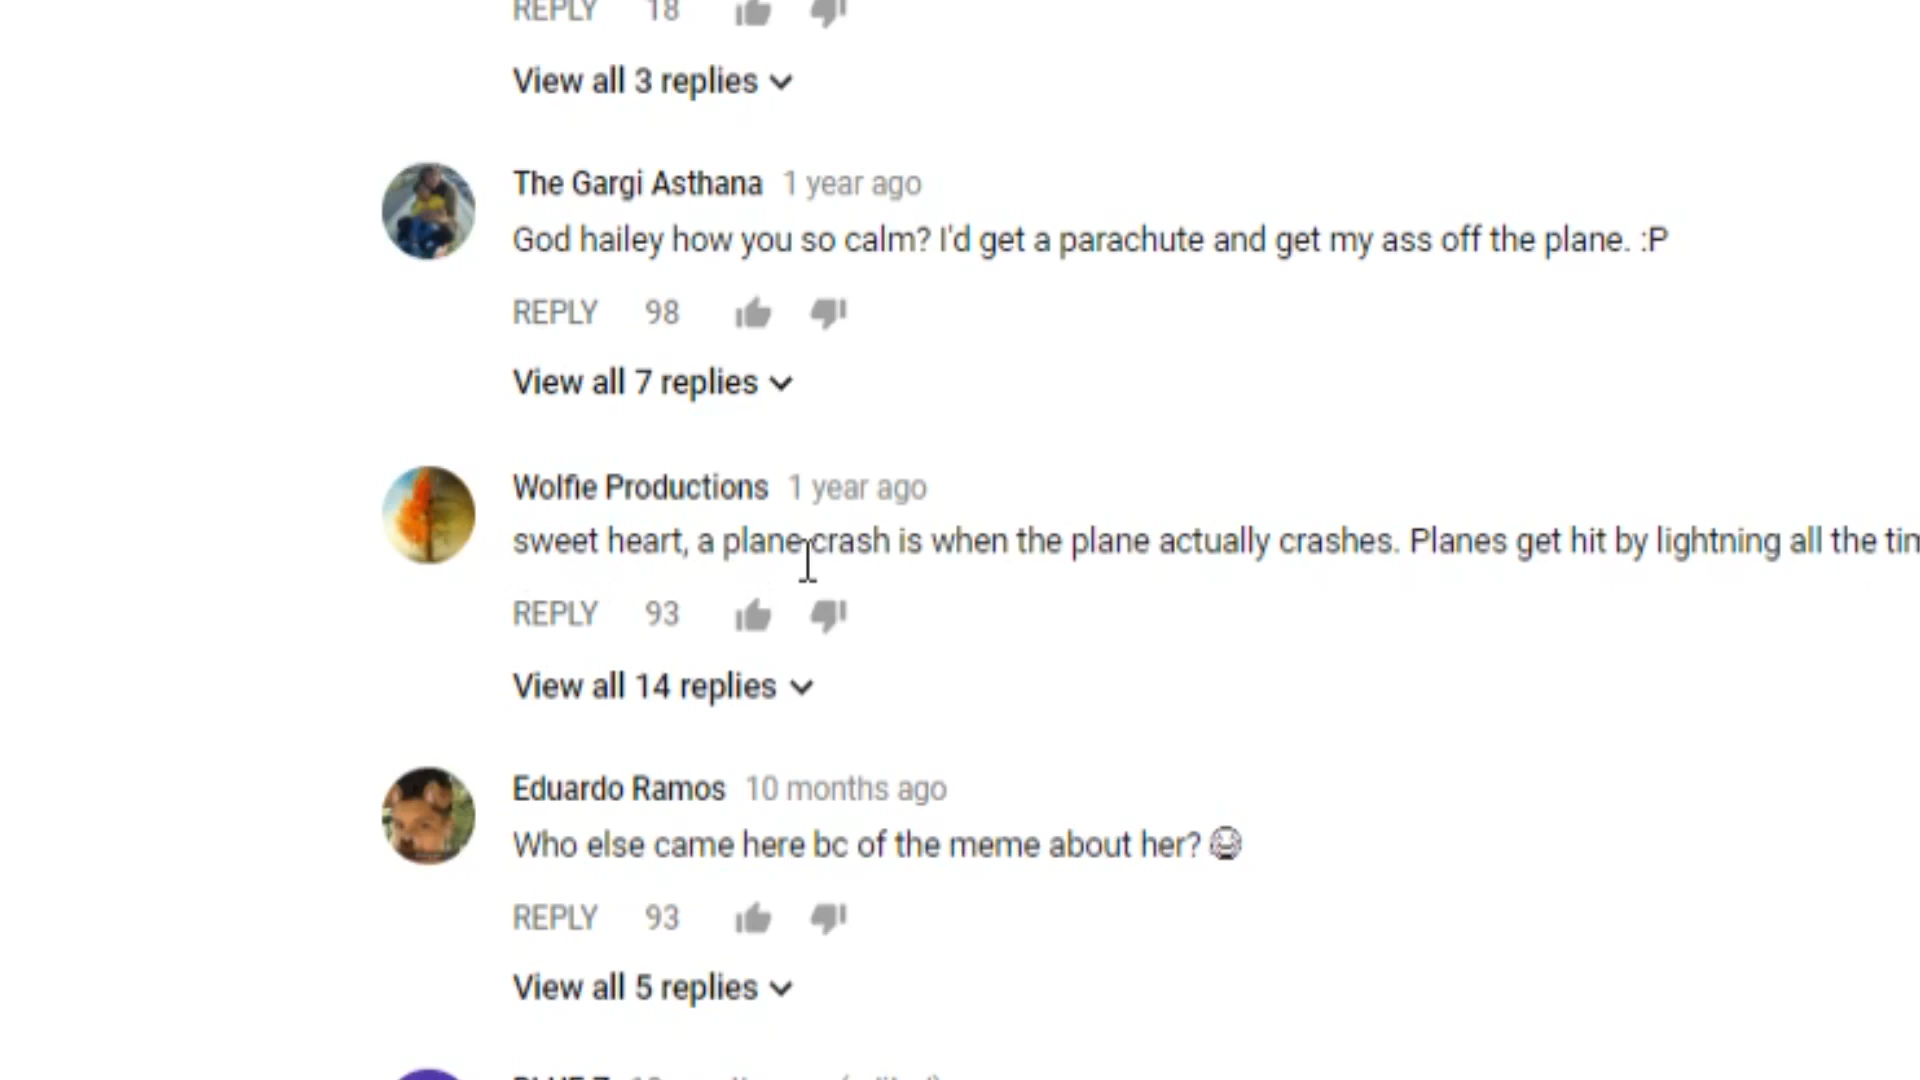 REPLY 18
View all 3 replies
The Gargi Asthana 1 year ago
God hailey how you so calm? I'd get a parachute and get my ass off the plane. :P
REPLY 98
View all 7 replies
Wolfie Productions 1 year ago
sweet heart, a plane crash is when the plane actually crashes. Planes get hit by lightning all the
REPLY 93
View all 14 replies
Eduardo Ramos 10 months ago
Who else came here bc of the meme about her? 😂
REPLY 93
View all 5 replies